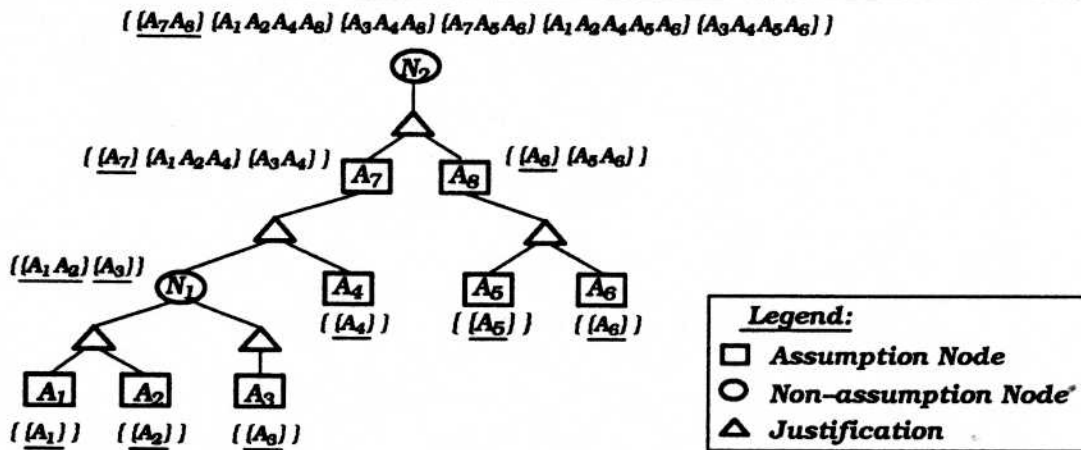 { {A₇A₈} {A₁A₂A₄A₈} {A₃A₄A₈} {A₇A₅A₆} {A₁A₂A₄A₅A₆} {A₃A₄A₅A₆} }
N₂
{ {A₇} {A₁A₂A₄} {A₃A₄} }
A₇
A₈
{ {A₈} {A₅A₆} }
{ {A₁A₂} {A₃} }
N₁
A₄
A₅
A₆
{ {A₄} }
{ {A₅} }
{ {A₆} }
A₁
A₂
A₃
{ {A₁} }
{ {A₂} }
{ {A₃} }
Legend:
Assumption Node
Non-assumption Node
Justification